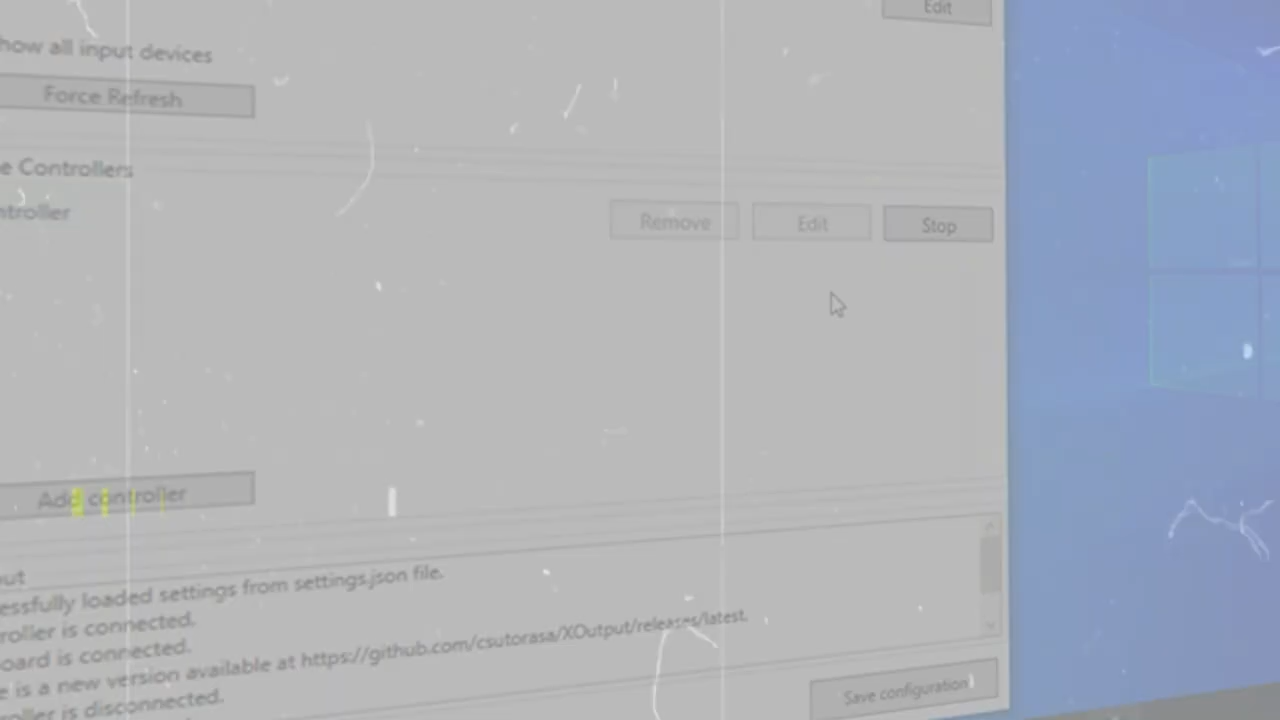 Edit
how all input devices
Force Refresh
e Controllers
ntroller
Remove
Edit
Stop
Add controller
out
essfully loaded settings from settings.json file.
roller is connected.
oard is connected.
e is a new version available at https://github.com/csutorasa/XOutput/releases/latest.
ller is disconnected.
Save configuration